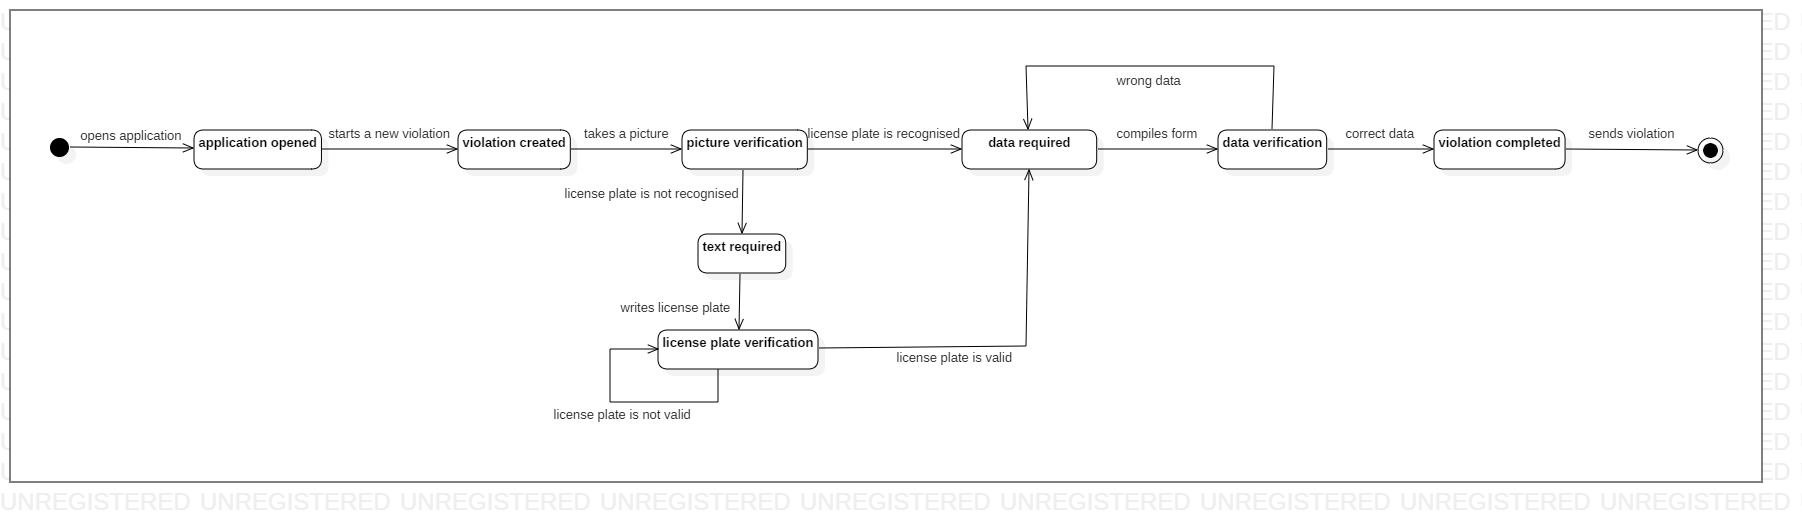 wrong data
opens application
application opened
starts a new violation
violation created
takes a picture
picture verification
license plate is recognised
data required
compiles form
data verification
correct data
violation completed
sends violation
license plate is not recognised
text required
writes license plate
license plate verification
license plate is valid
license plate is not valid
UNREGISTERED UNREGISTERED UNREGISTERED UNREGISTERED UNREGISTERED UNREGISTERED UNREGISTERED UNREGISTERED UNREGISTERED